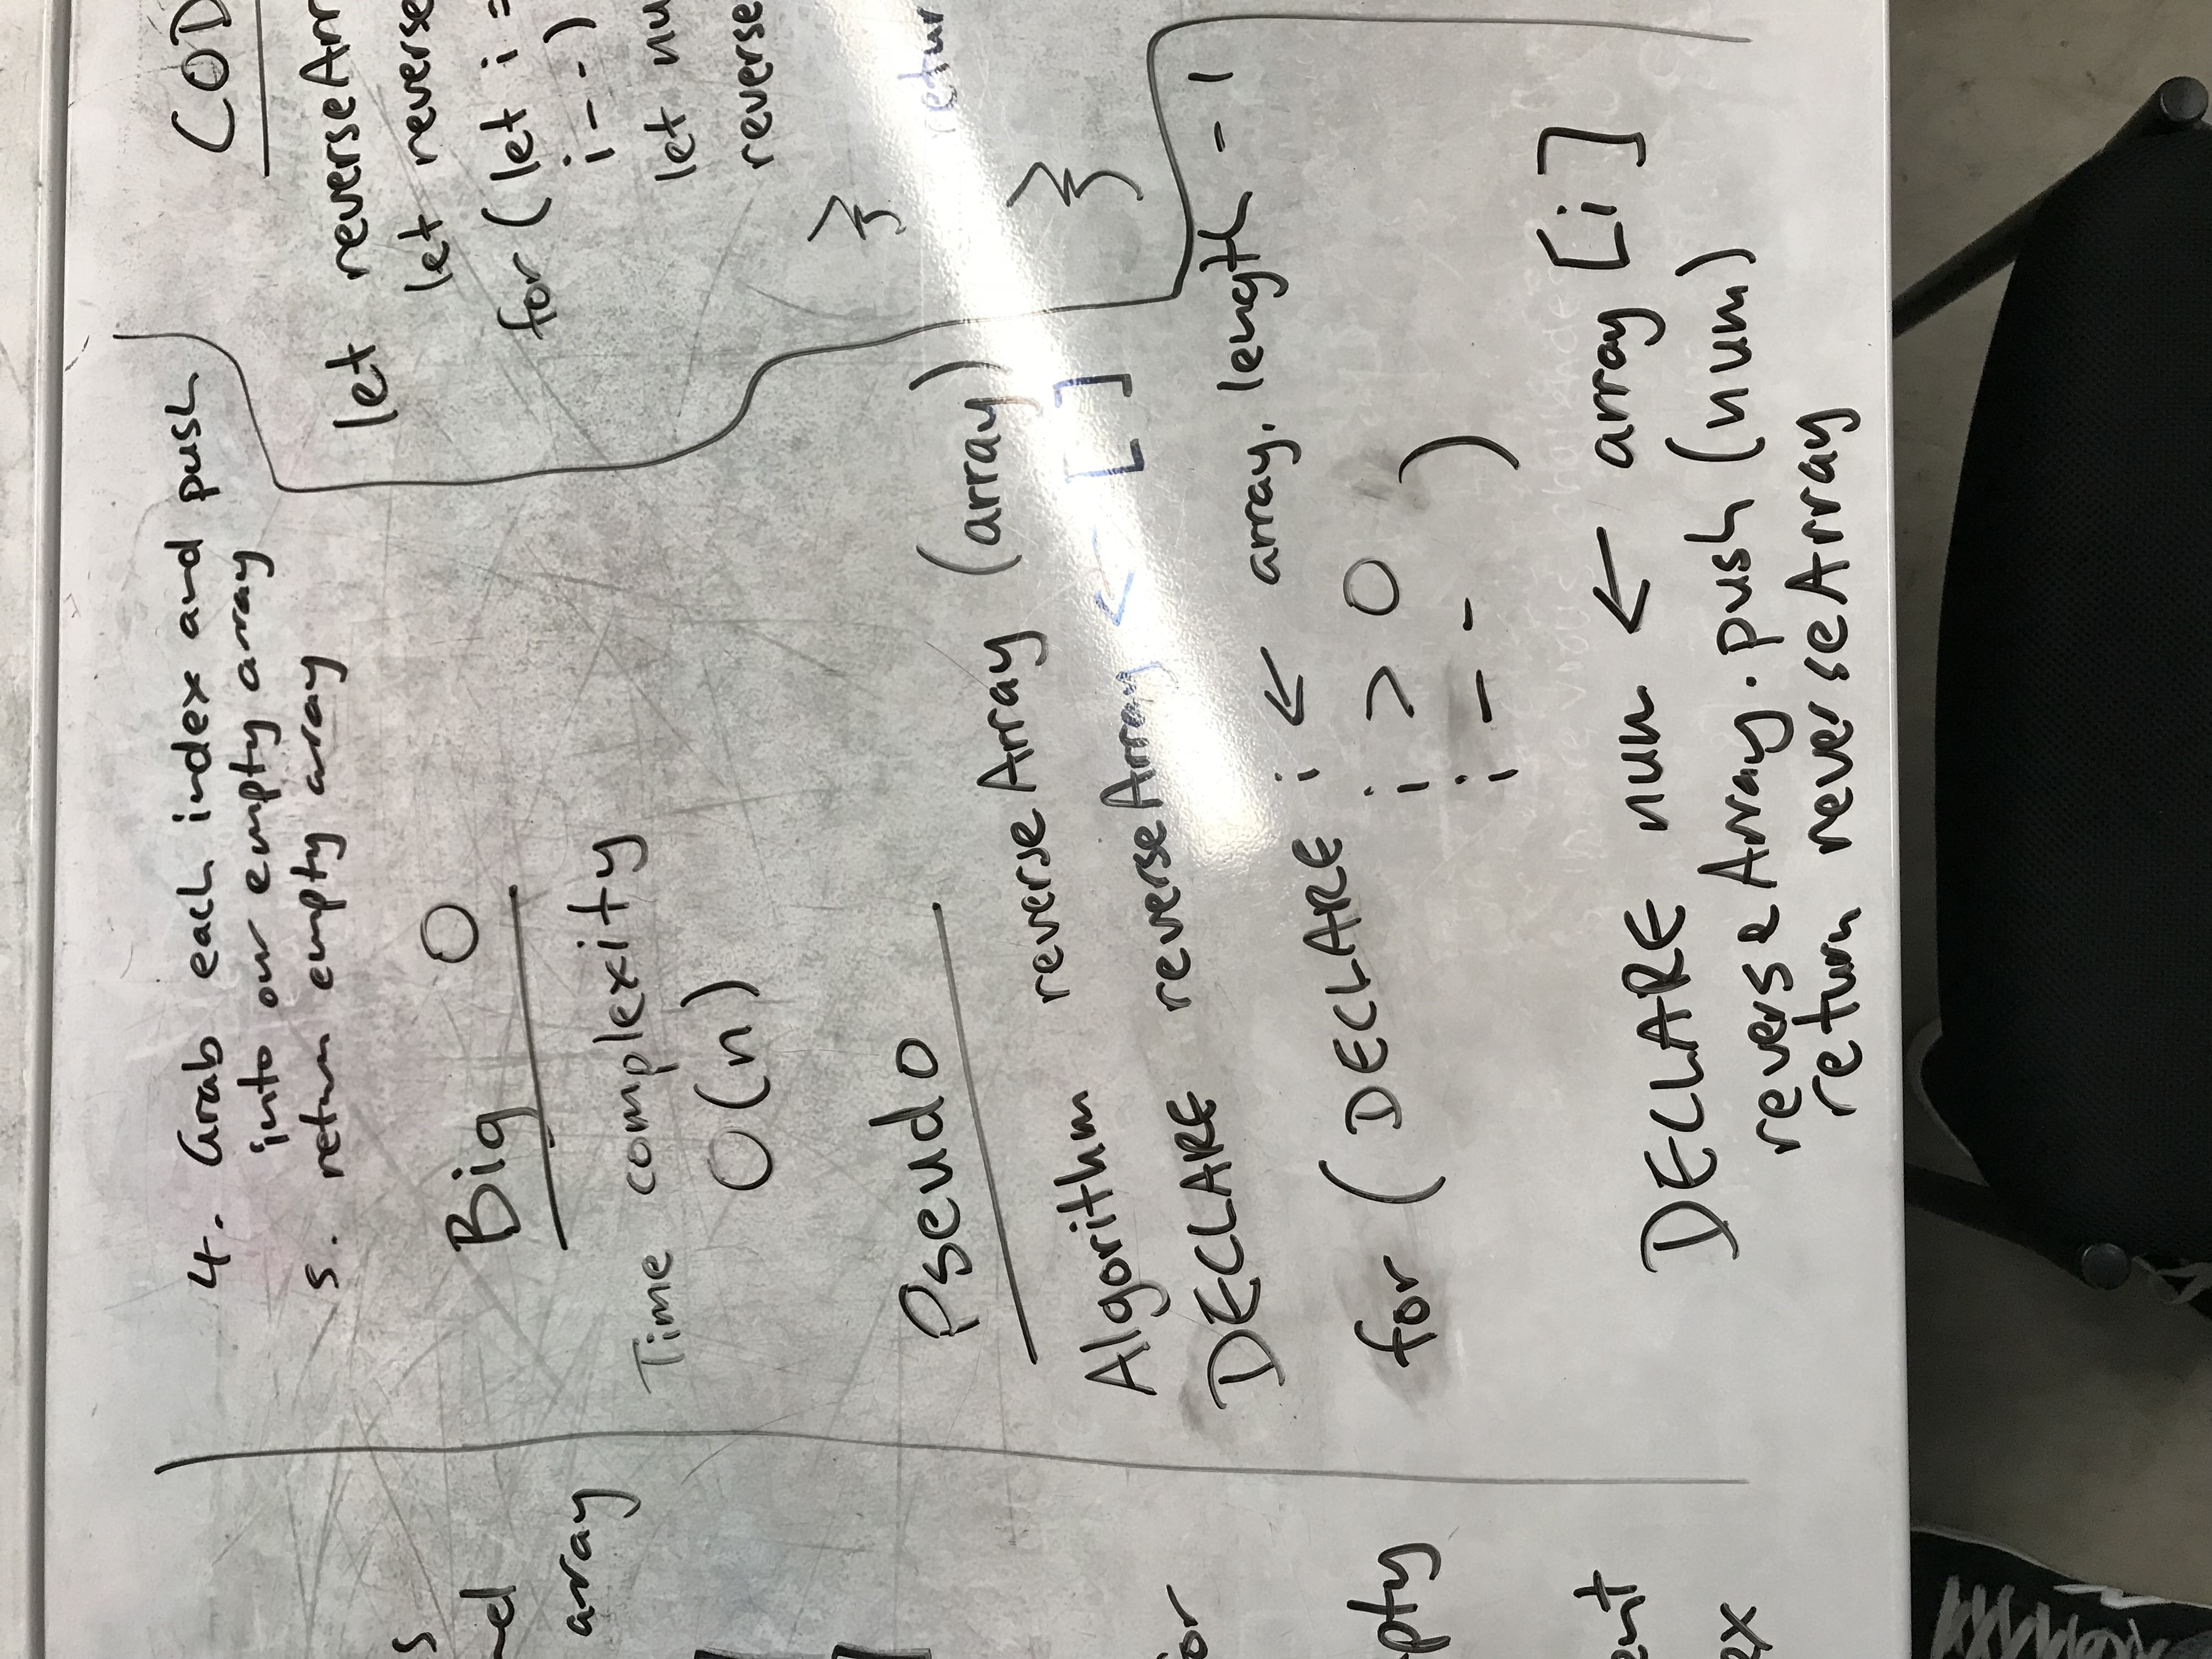 s
nd
array
or
pty
ent
ex
4. Grab each index and push
into our empty array
5. return empty array
Big O
Time complexity
O(n)
Pseudo
Algorithm reverseArray (array)
DECLARE reverseArray ← [ ]
for ( DECLARE i ← array. length - 1
i > 0
i - - )
DECLARE num ← array [i]
reverseArray.push (num)
return reverseArray
COD
let reverseArr
let reverse
for ( let i =
i - - )
let nu
reverse
}
retur
}